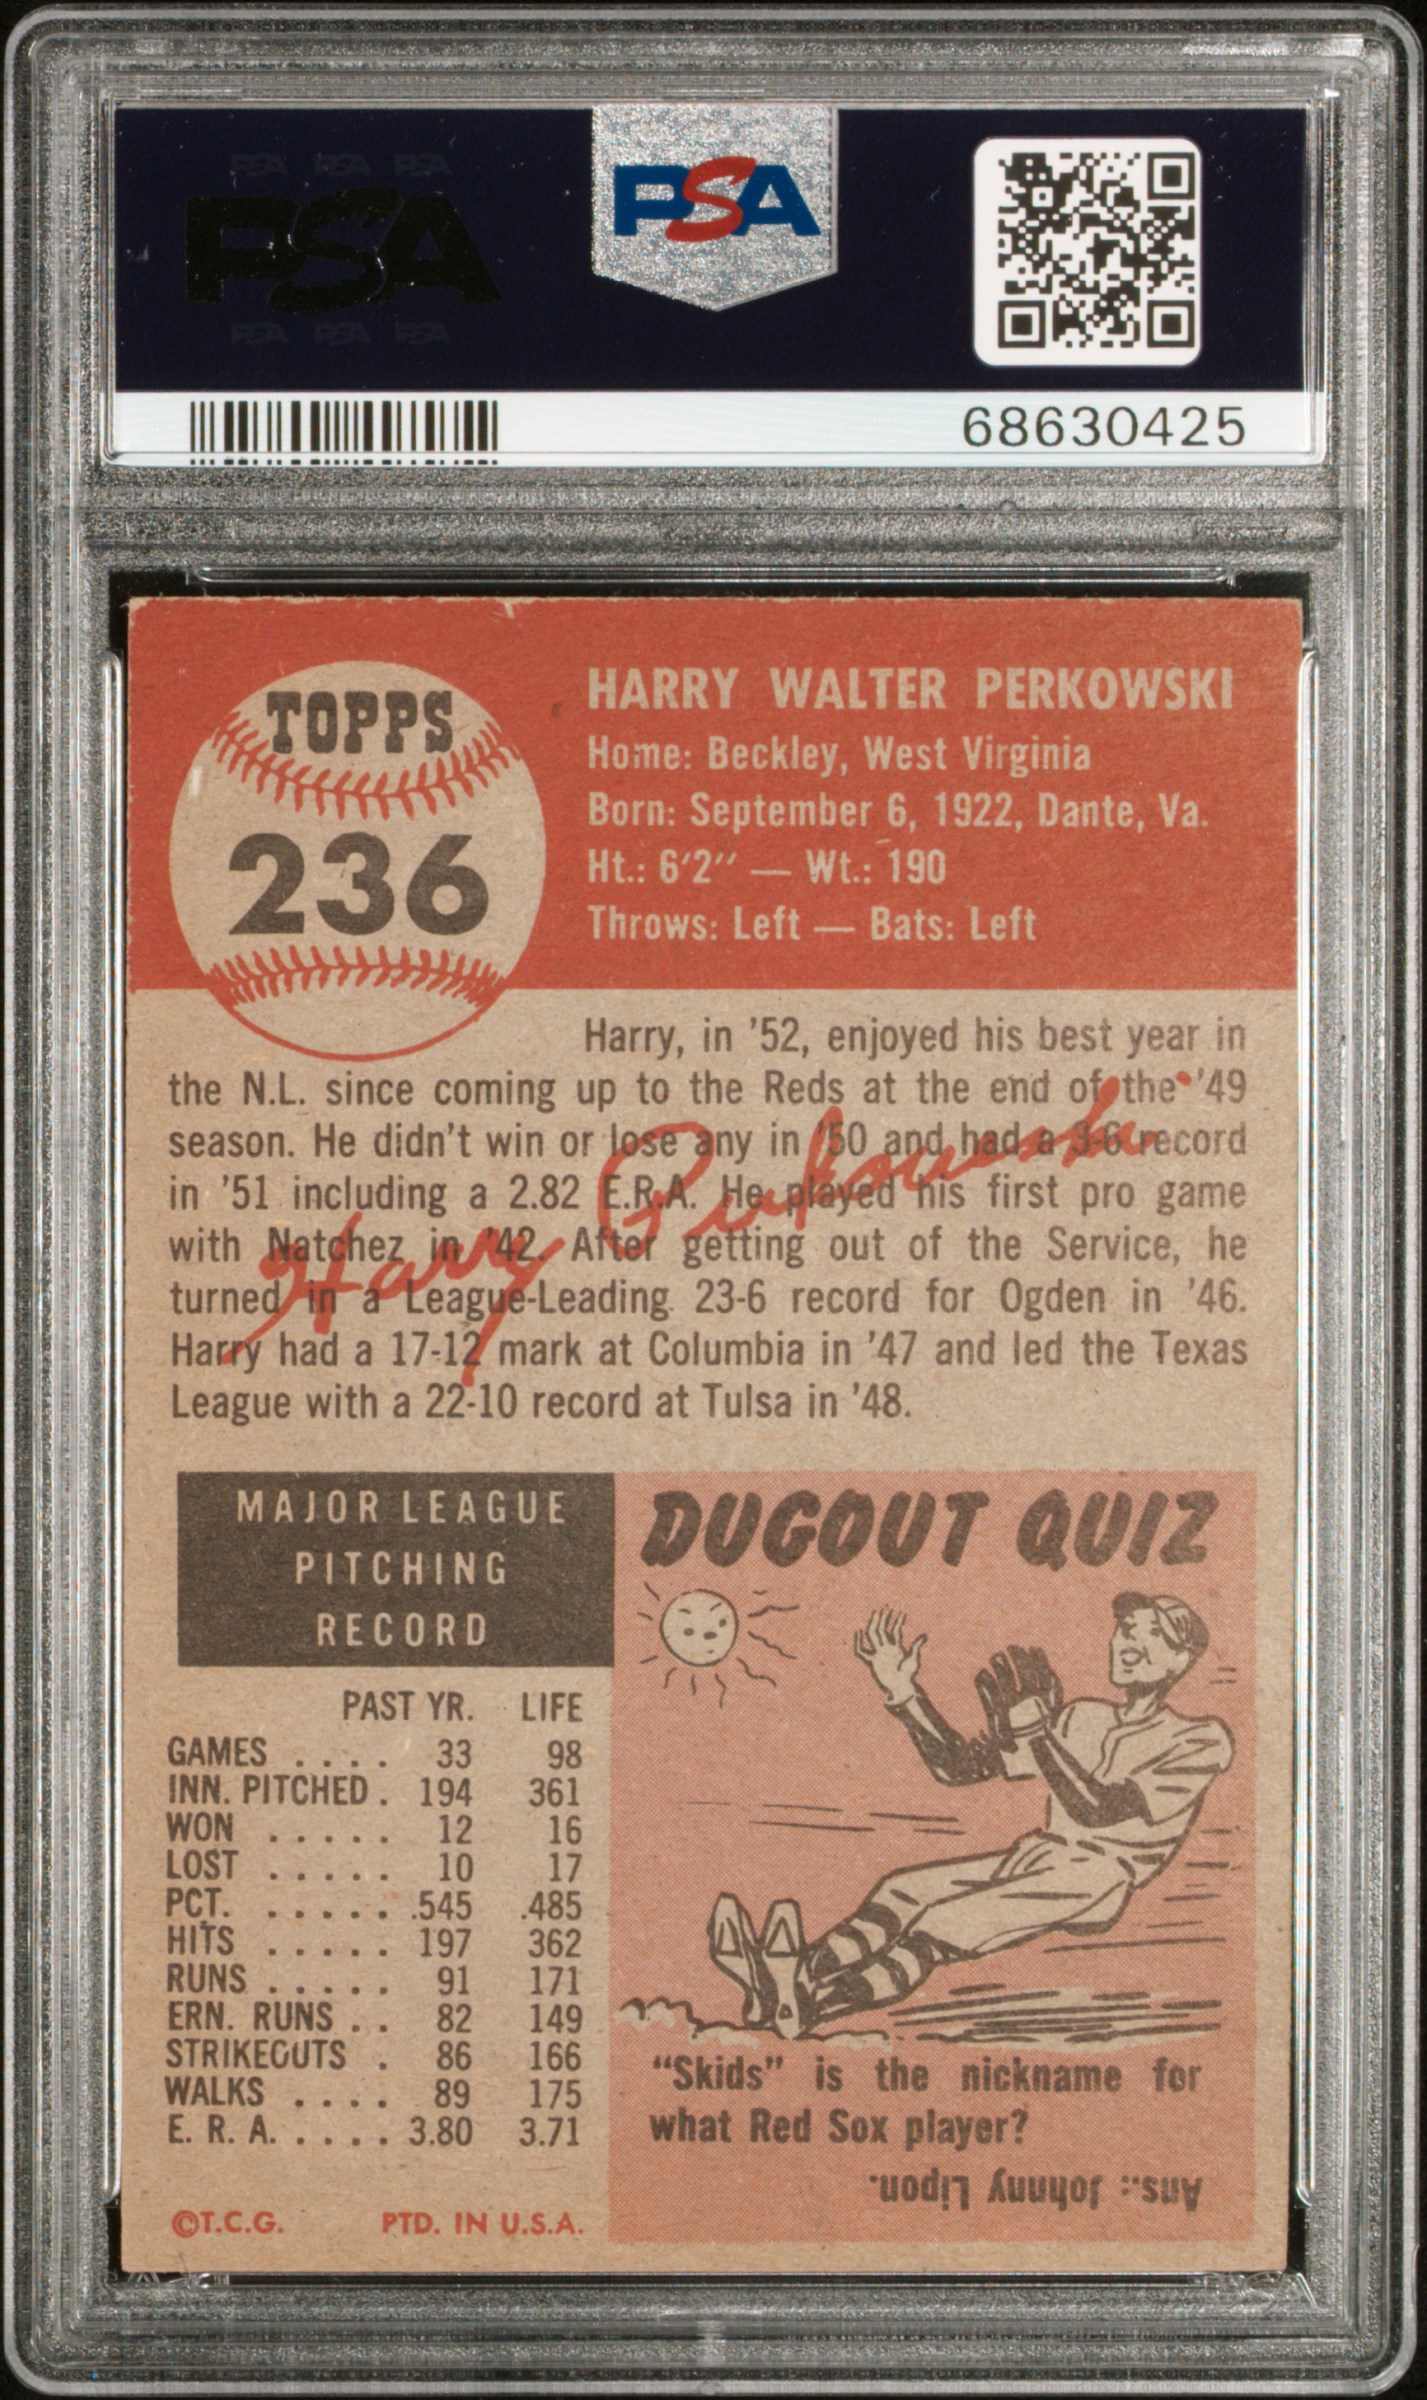 PSA PSA PSA
PSA
PSA PSA PSA
PSA
68630425
TOPPS
236
HARRY WALTER PERKOWSKI
Home: Beckley, West Virginia
Born: September 6, 1922, Dante, Va.
Ht.: 6'2" — Wt.: 190
Throws: Left — Bats: Left
Harry, in '52, enjoyed his best year in
the N.L. since coming up to the Reds at the end of the '49
season. He didn't win or lose any in '50 and had a 3-6 record
in '51 including a 2.82 E.R.A. He played his first pro game
with Natchez in '42. After getting out of the Service, he
turned in a League-Leading 23-6 record for Ogden in '46.
Harry had a 17-12 mark at Columbia in '47 and led the Texas
League with a 22-10 record at Tulsa in '48.
Harry Perkowski
MAJOR LEAGUE
PITCHING
RECORD
PAST YR. LIFE
GAMES .... 33 98
INN. PITCHED . 194 361
WON ..... 12 16
LOST ..... 10 17
PCT. ..... .545 .485
HITS ..... 197 362
RUNS ..... 91 171
ERN. RUNS .. 82 149
STRIKEOUTS . 86 166
WALKS .... 89 175
E. R. A. .... 3.80 3.71
©T.C.G. PTD. IN U.S.A.
DUGOUT QUIZ
"Skids" is the nickname for
what Red Sox player?
Ans.: Johnny Lipon.